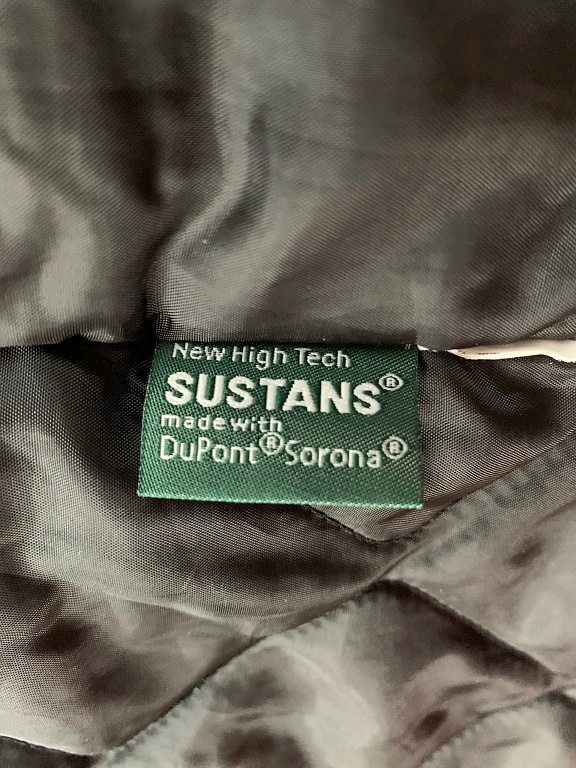 New High Tech
SUSTANS®
made with
DuPont® Sorona®